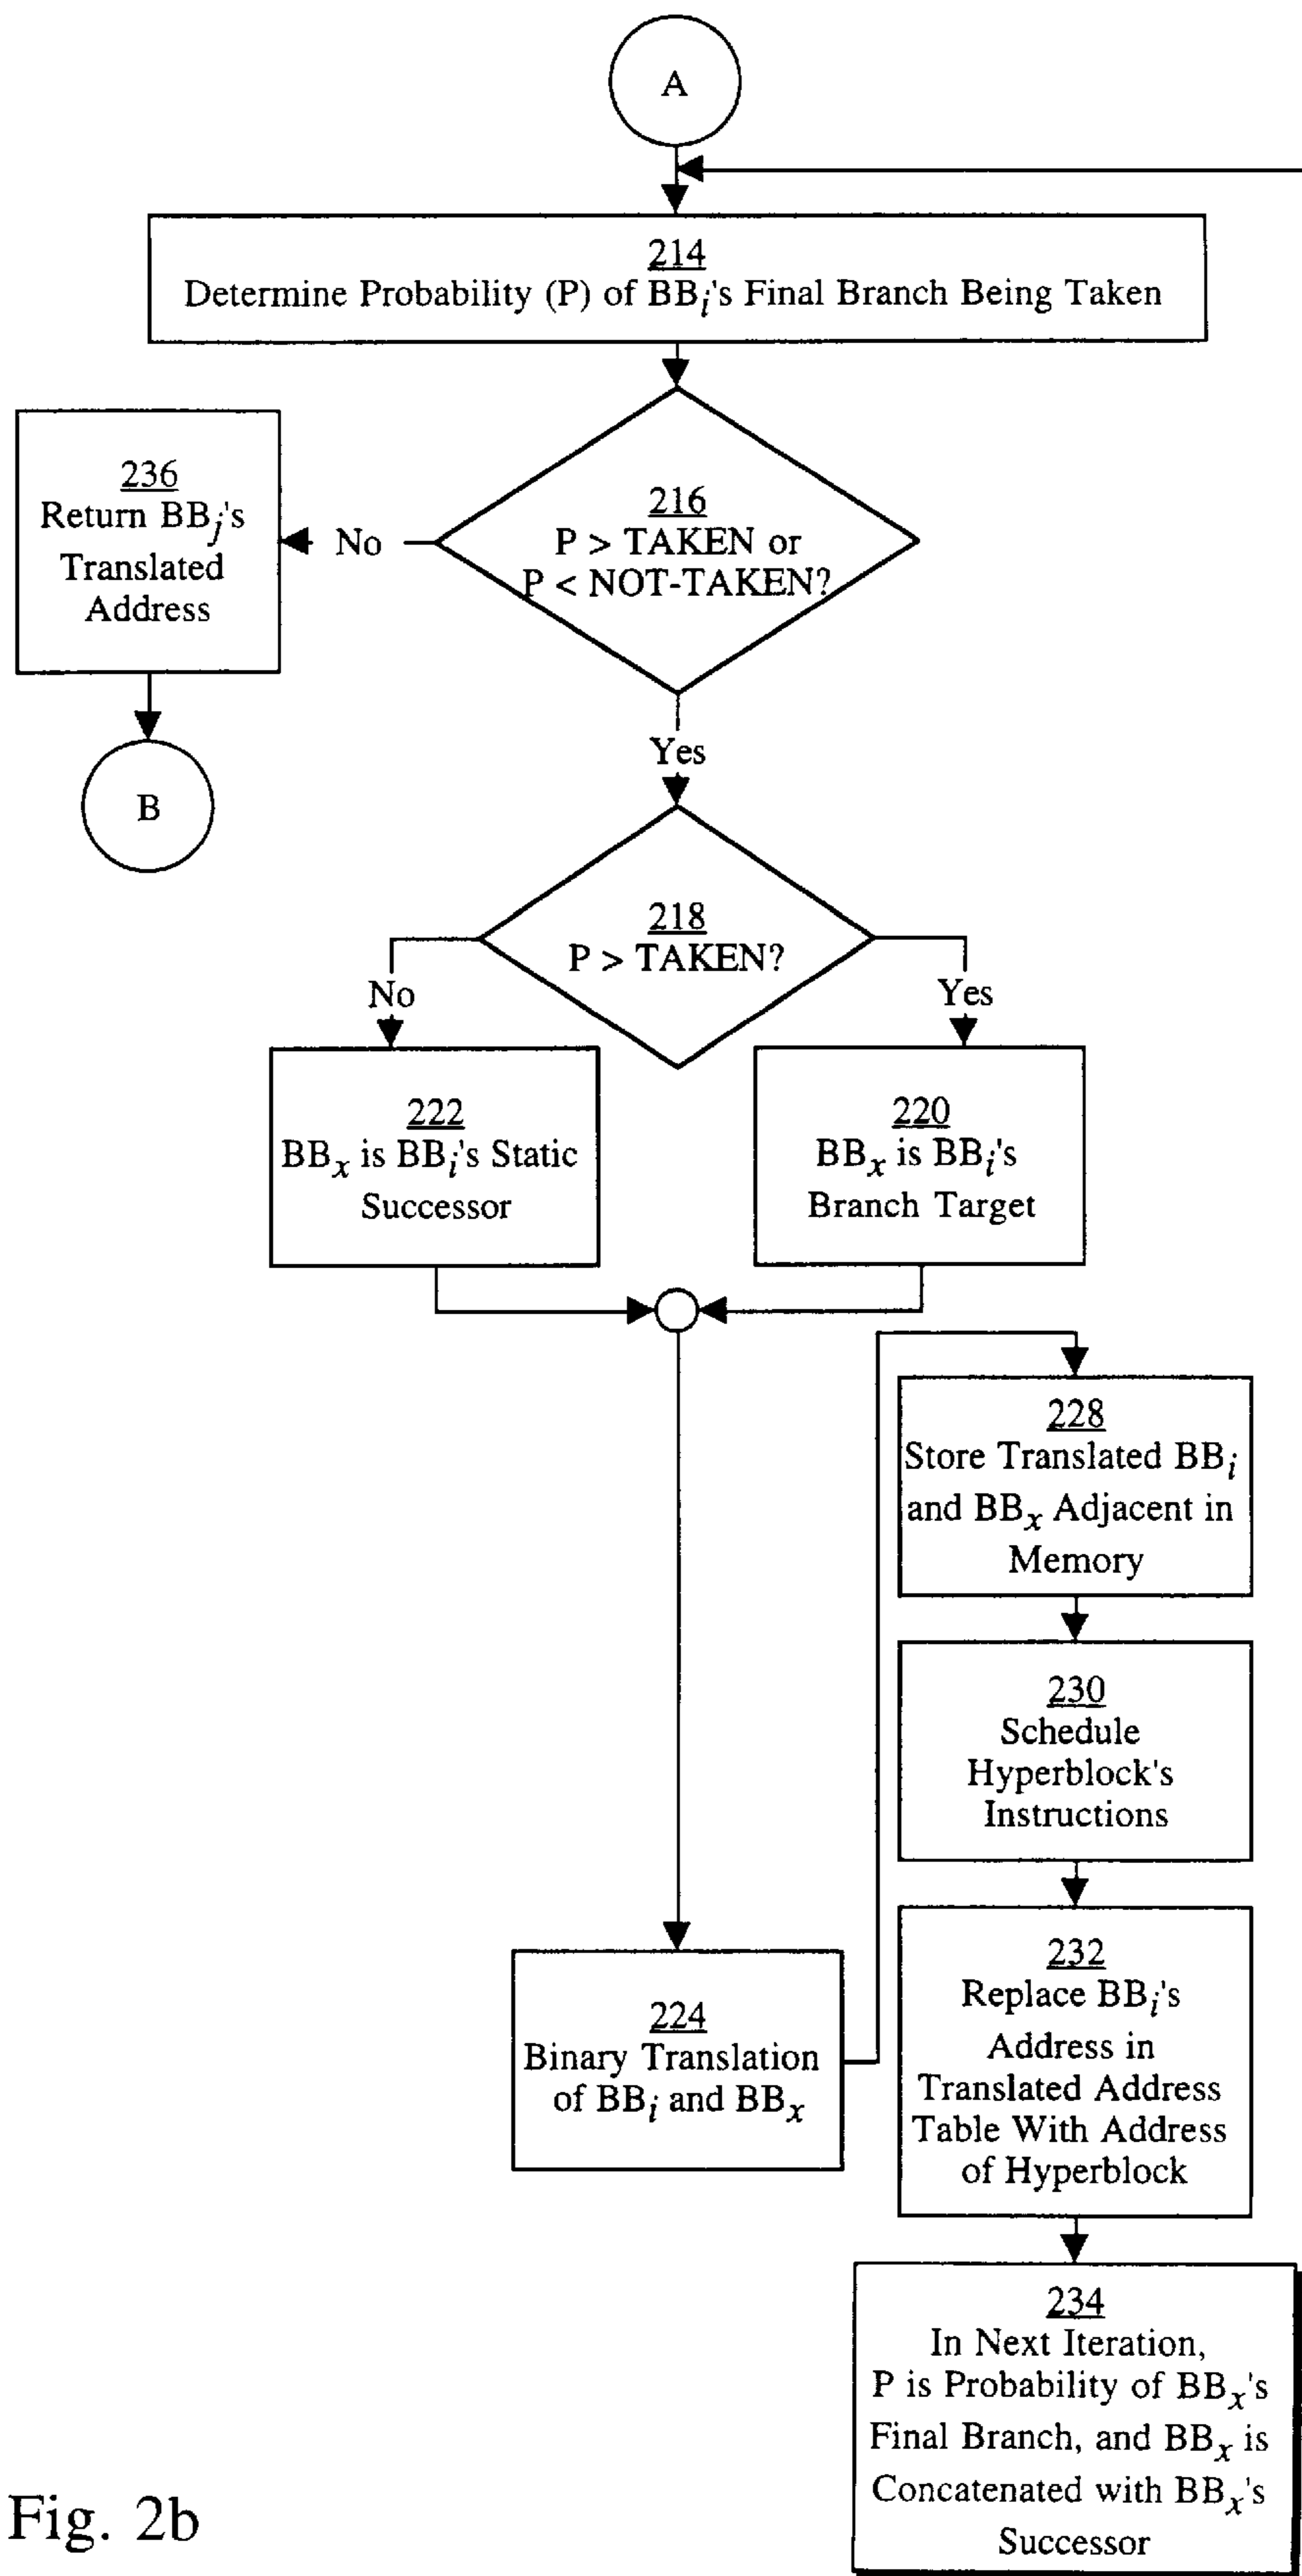 A
214
Determine Probability (P) of BBi's Final Branch Being Taken
236
Return BBj's
Translated
Address
No
216
P > TAKEN or
P < NOT-TAKEN?
Yes
B
218
P > TAKEN?
No
Yes
222
BBx is BBi's Static
Successor
220
BBx is BBi's
Branch Target
228
Store Translated BBi
and BBx Adjacent in
Memory
230
Schedule
Hyperblock's
Instructions
224
Binary Translation
of BBi and BBx
232
Replace BBi's
Address in
Translated Address
Table With Address
of Hyperblock
234
In Next Iteration,
P is Probability of BBx's
Final Branch, and BBx is
Concatenated with BBx's
Successor
Fig. 2b